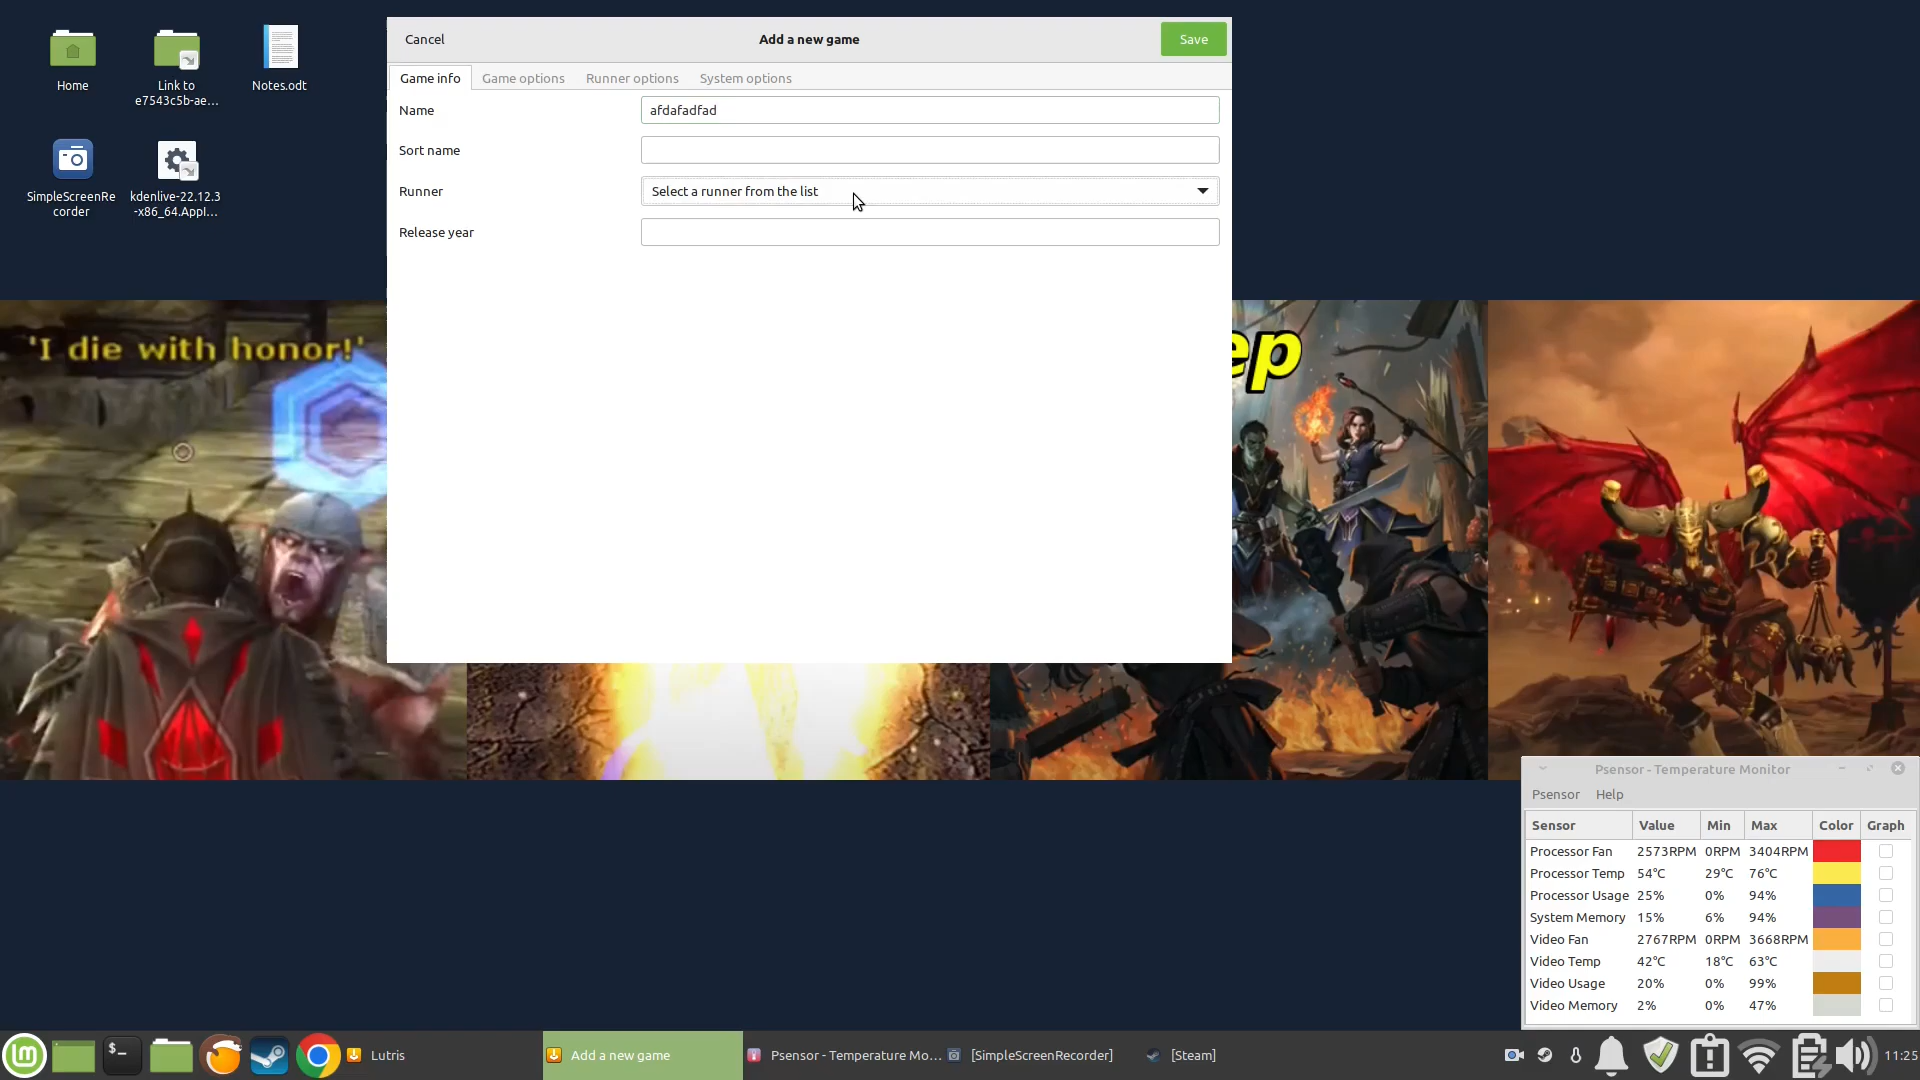 Home
Link to
e7543c5b-ae...
Notes.odt
SimpleScreenRe
corder
kdenlive-22.12.3
-x86_64.AppI...
Cancel
Add a new game
Save
Game info
Game options
Runner options
System options
Name
afdafadfad
Sort name
Runner
Select a runner from the list
Release year
'I die with honor!'
ep
Psensor - Temperature Monitor
Psensor Help
Sensor Value Min Max Color Graph
Processor Fan 2573RPM 0RPM 3404RPM
Processor Temp 54°C 29°C 76°C
Processor Usage 25% 0% 94%
System Memory 15% 6% 94%
Video Fan 2767RPM 0RPM 3668RPM
Video Temp 42°C 18°C 63°C
Video Usage 20% 0% 99%
Video Memory 2% 0% 47%
$_
Lutris
Add a new game
Psensor - Temperature Mo...
[SimpleScreenRecorder]
[Steam]
11:25